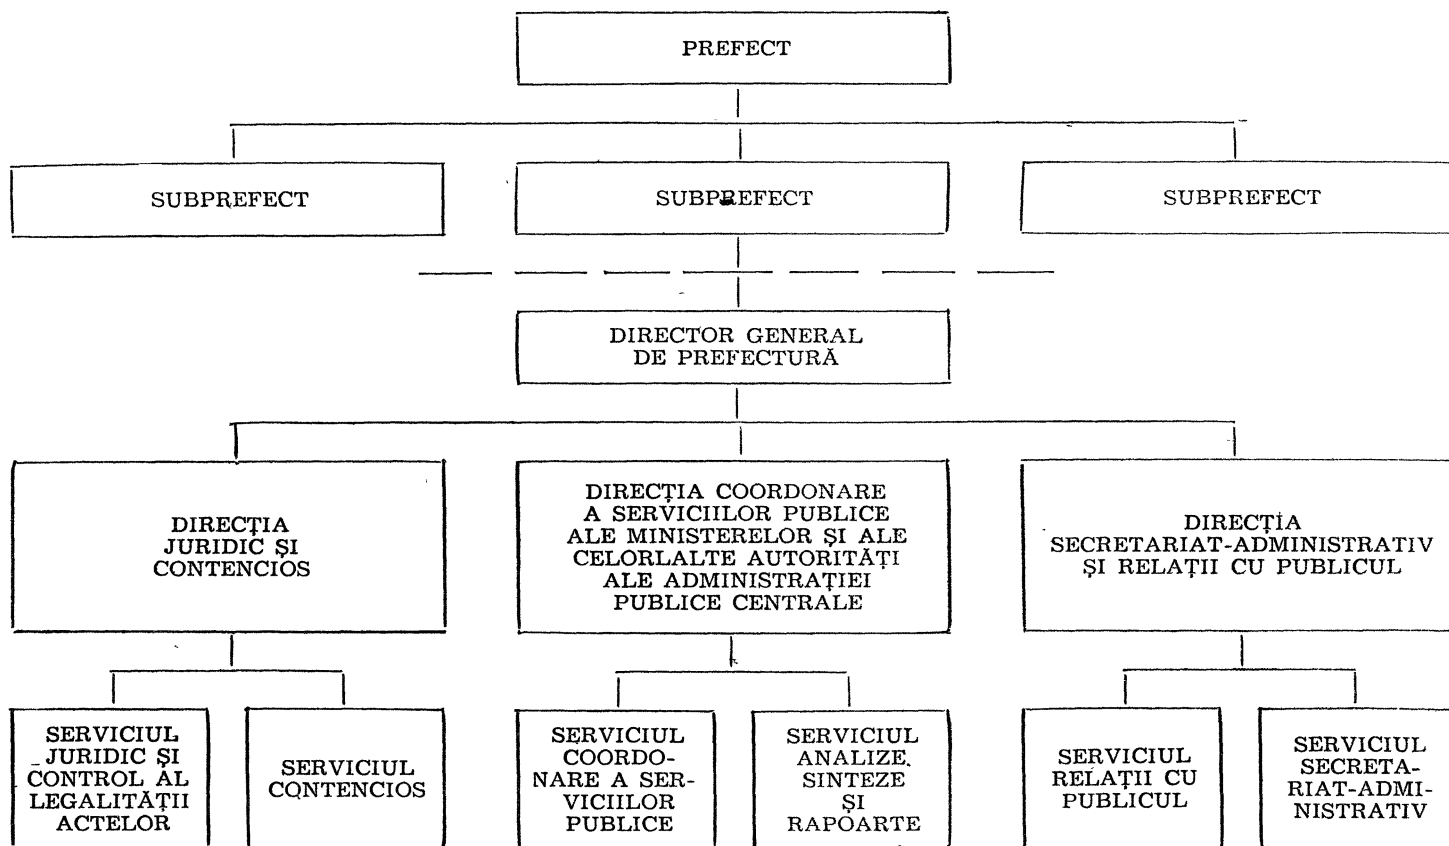 PREFECT
SUBPREFECT
SUBPREFECT
SUBPREFECT
DIRECTOR GENERAL
DE PREFECTURĂ
DIRECȚIA
JURIDIC ȘI
CONTENCIOS
DIRECȚIA COORDONARE
A SERVICIILOR PUBLICE
ALE MINISTERELOR ȘI ALE
CELORLALTE AUTORITĂȚI
ALE ADMINISTRAȚIEI
PUBLICE CENTRALE
DIRECȚIA
SECRETARIAT-ADMINISTRATIV
ȘI RELAȚII CU PUBLICUL
SERVICIUL
JURIDIC ȘI
CONTROL AL
LEGALITĂȚII
ACTELOR
SERVICIUL
CONTENCIOS
SERVICIUL
COORDO-
NARE A SER-
VICIILOR
PUBLICE
SERVICIUL
ANALIZE,
SINTEZE
ȘI
RAPOARTE
SERVICIUL
RELAȚII CU
PUBLICUL
SERVICIUL
SECRETA-
RIAT-ADMI-
NISTRATIV